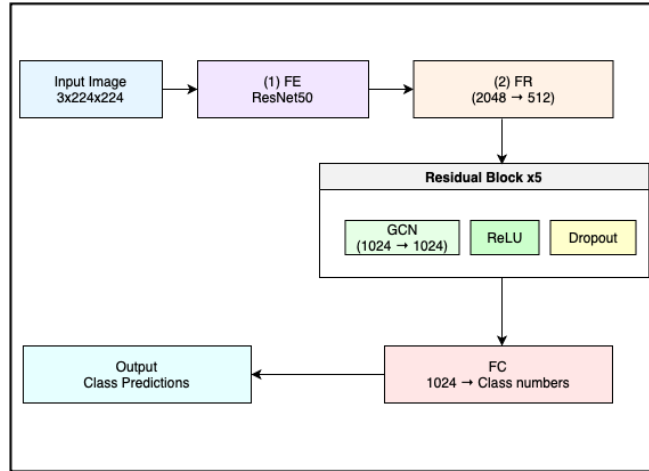 Input Image
3x224x224
(1) FE
ResNet50
(2) FR
(2048 → 512)
Residual Block x5
GCN
(1024 → 1024)
ReLU
Dropout
Output
Class Predictions
FC
1024 → Class numbers